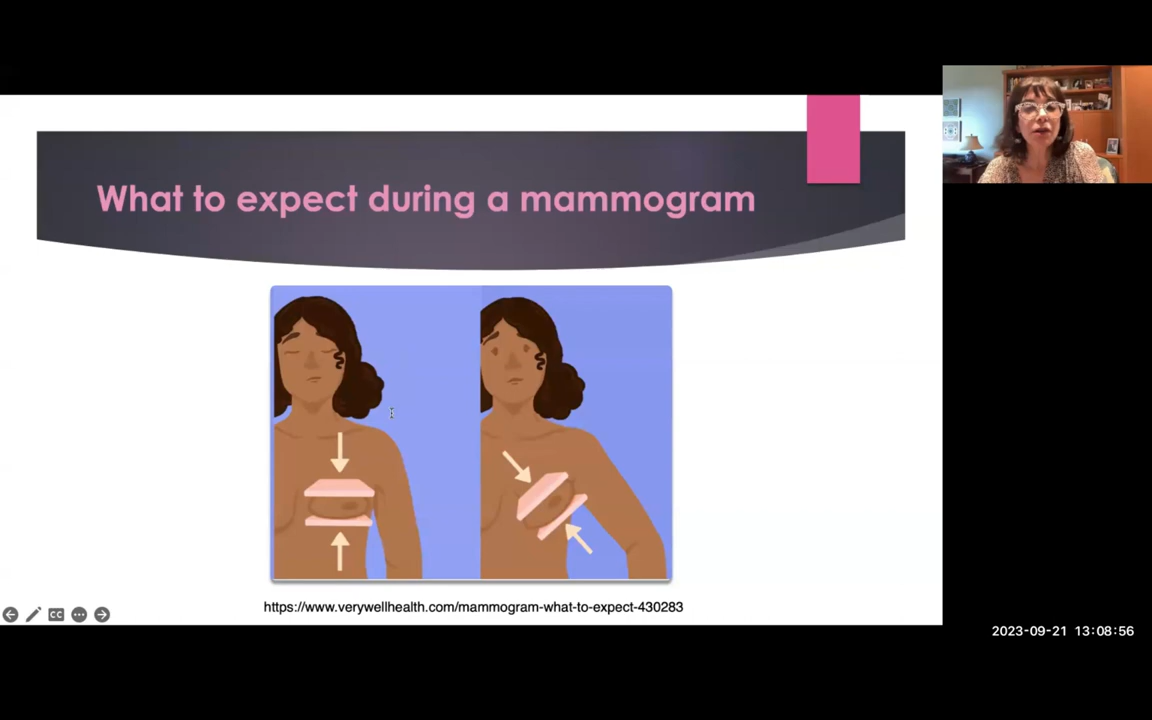 What to expect during a mammogram
https://www.verywellhealth.com/mammogram-what-to-expect-430283
CC
2023-09-21 13:08:56